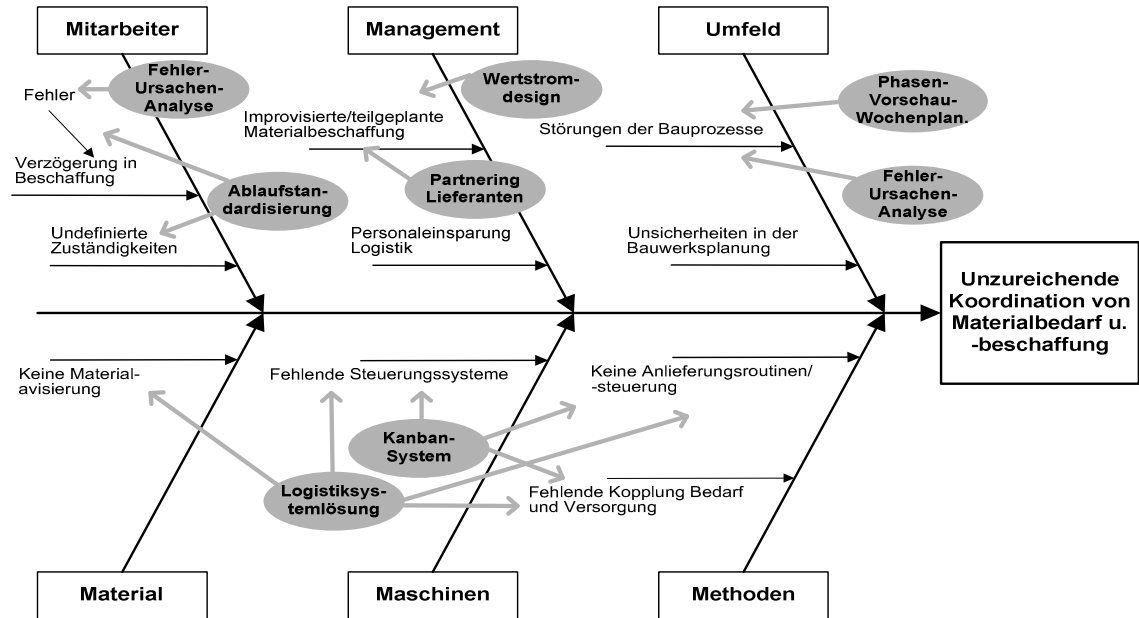 Mitarbeiter
Management
Umfeld
Fehler-
Ursachen-
Analyse
Fehler
Verzögerung in
Beschaffung
Ablaufstan-
dardisierung
Undefinierte
Zuständigkeiten
Wertstrom-
design
Improvisierte/teilgeplante
Materialbeschaffung
Partnering
Lieferanten
Personaleinsparung
Logistik
Phasen-
Vorschau-
Wochenplan.
Störungen der Bauprozesse
Fehler-
Ursachen-
Analyse
Unsicherheiten in der
Bauwerksplanung
Unzureichende
Koordination von
Materialbedarf u.
-beschaffung
Keine Material-
avisierung
Fehlende Steuerungssysteme
Keine Anlieferungsroutinen/
-steuerung
Kanban-
System
Logistiksys-
temlösung
Fehlende Kopplung Bedarf
und Versorgung
Material
Maschinen
Methoden